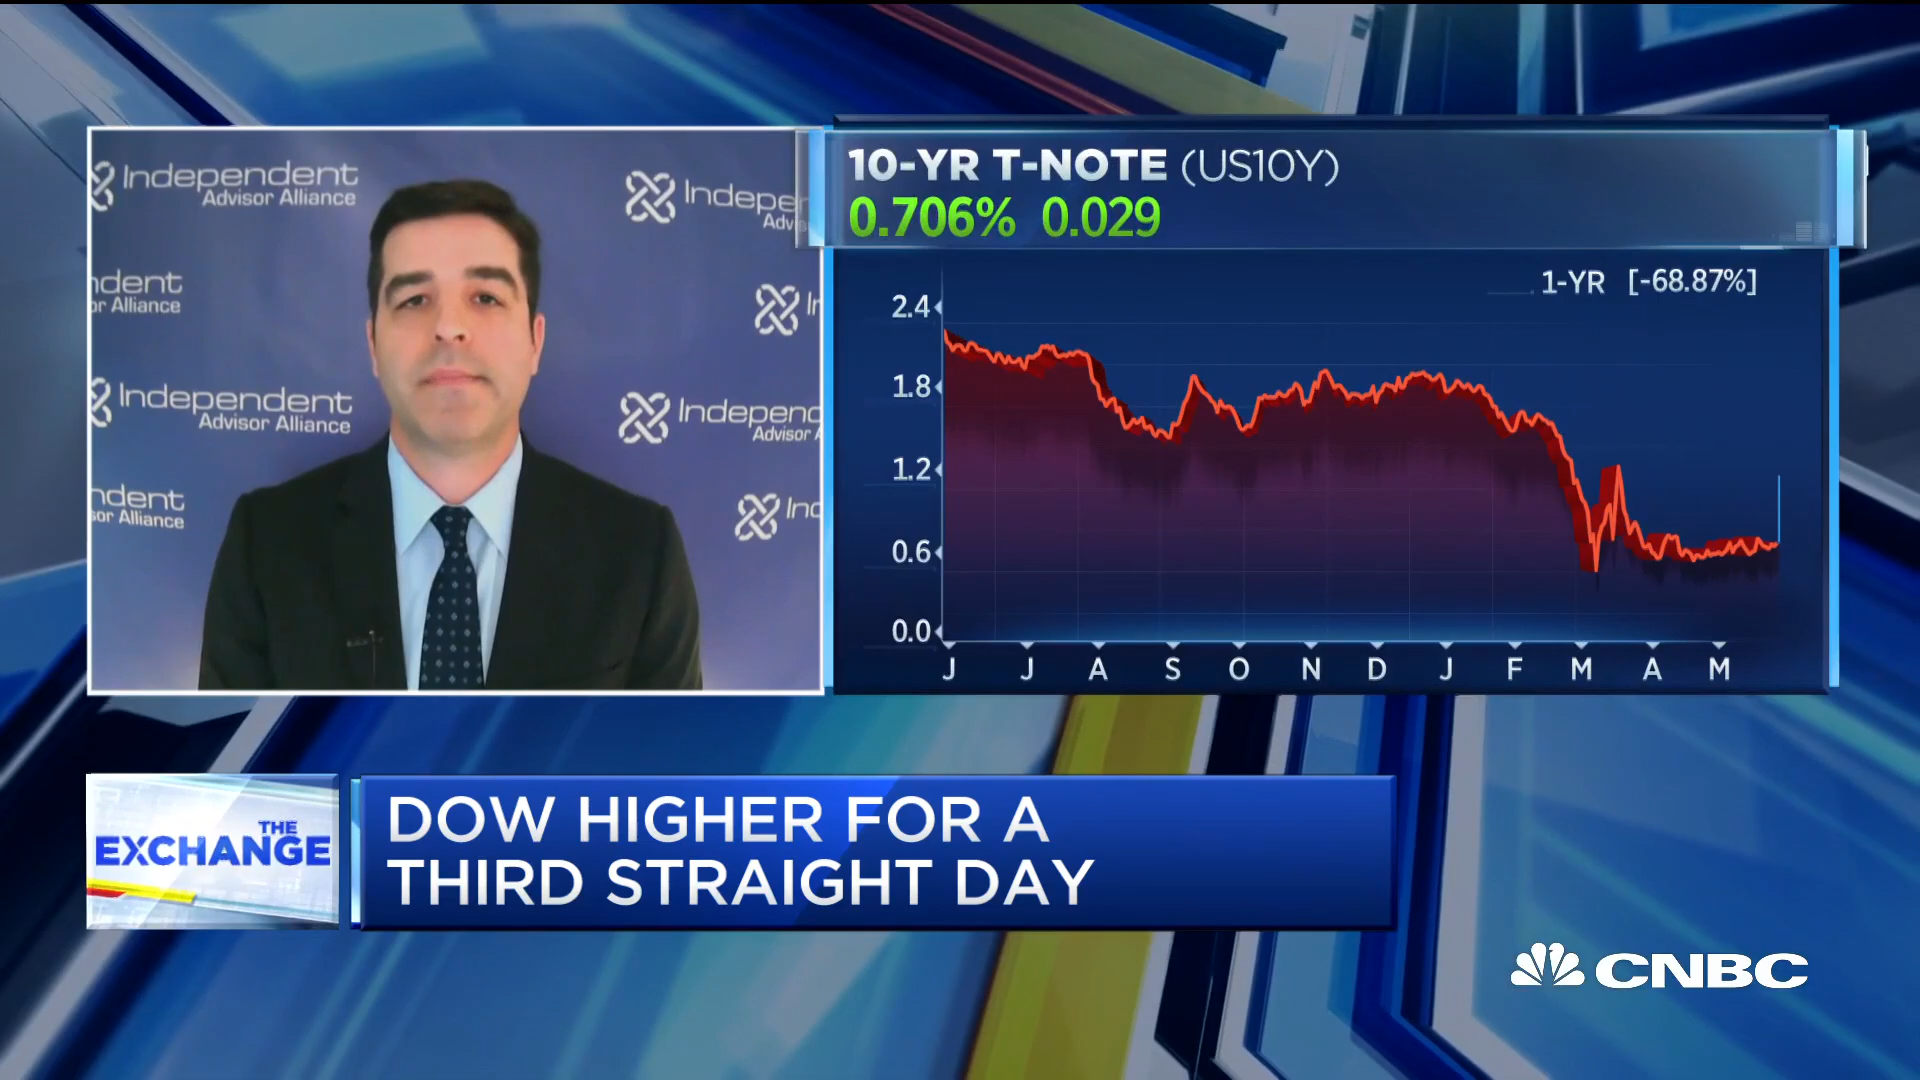 Independent
Advisor Alliance
Indepe
Adv
ndent
or Alliance
Independent
Advisor Alliance
Independ
Advisor A
ndent
sor Alliance
Ind
10-YR T-NOTE (US10Y)
0.706% 0.029
1-YR [-68.87%]
2.4
1.8
1.2
0.6
0.0
J J A S O N D J F M A M
THE
EXCHANGE
DOW HIGHER FOR A
THIRD STRAIGHT DAY
CNBC